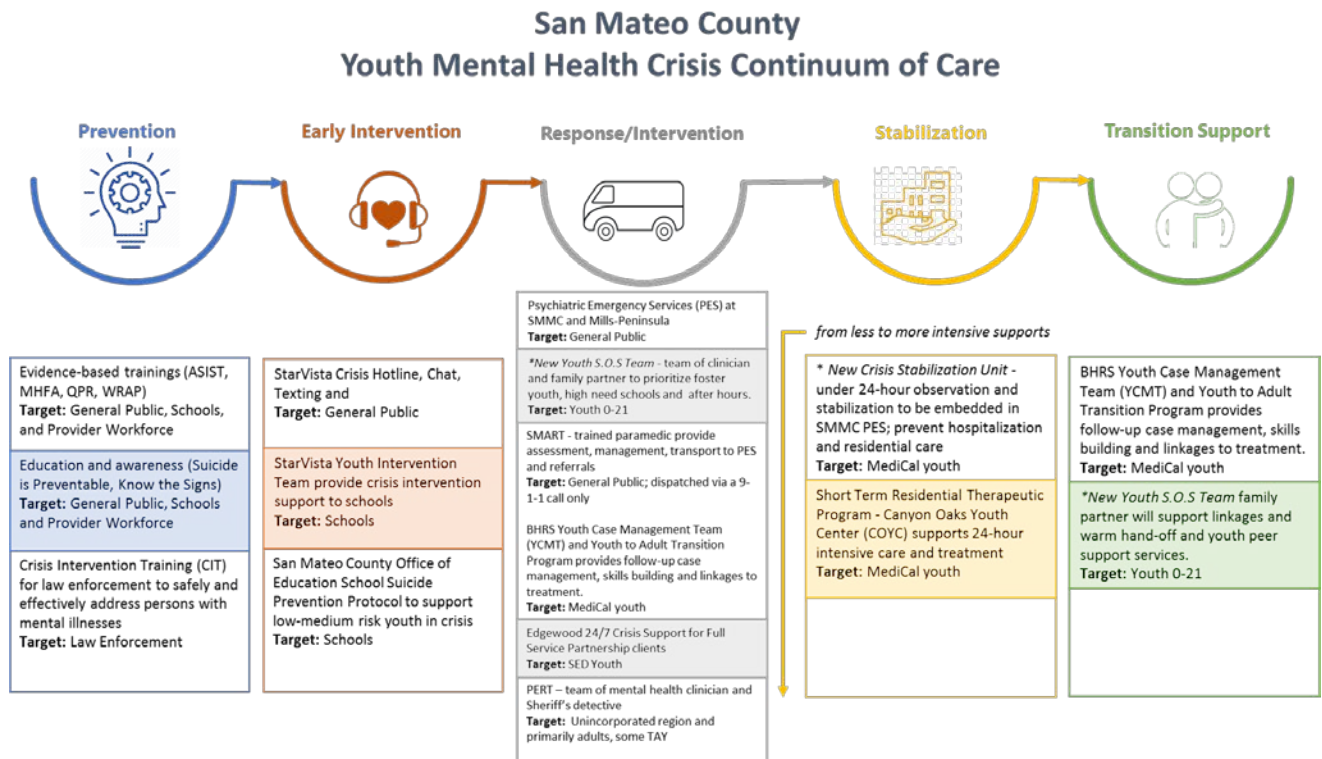 San Mateo County
Youth Mental Health Crisis Continuum of Care
Prevention
Early Intervention
Response/Intervention
Stabilization
Transition Support
Evidence-based trainings (ASIST,
MHFA, QPR, WRAP)
Target: General Public, Schools,
and Provider Workforce
Education and awareness (Suicide
is Preventable, Know the Signs)
Target: General Public, Schools
and Provider Workforce
Crisis Intervention Training (CIT)
for law enforcement to safely and
effectively address persons with
mental illnesses
Target: Law Enforcement
StarVista Crisis Hotline, Chat,
Texting and
Target: General Public
StarVista Youth Intervention
Team provide crisis intervention
support to schools
Target: Schools
San Mateo County Office of
Education School Suicide
Prevention Protocol to support
low-medium risk youth in crisis
Target: Schools
Psychiatric Emergency Services (PES) at
SMMC and Mills-Peninsula
Target: General Public
*New Youth S.O.S Team - team of clinician
and family partner to prioritize foster
youth, high need schools and after hours.
Target: Youth 0-21
SMART - trained paramedic provide
assessment, management, transport to PES
and referrals
Target: General Public; dispatched via a 9-
1-1 call only
BHRS Youth Case Management Team
(YCMT) and Youth to Adult Transition
Program provides follow-up case
management, skills building and linkages to
treatment.
Target: MediCal youth
Edgewood 24/7 Crisis Support for Full
Service Partnership clients
Target: SED Youth
PERT – team of mental health clinician and
Sheriff's detective
Target: Unincorporated region and
primarily adults, some TAY
from less to more intensive supports
* New Crisis Stabilization Unit -
under 24-hour observation and
stabilization to be embedded in
SMMC PES; prevent hospitalization
and residential care
Target: MediCal youth
Short Term Residential Therapeutic
Program - Canyon Oaks Youth
Center (COYC) supports 24-hour
intensive care and treatment
Target: MediCal youth
BHRS Youth Case Management
Team (YCMT) and Youth to Adult
Transition Program provides
follow-up case management, skills
building and linkages to treatment.
Target: MediCal youth
*New Youth S.O.S Team family
partner will support linkages and
warm hand-off and youth peer
support services.
Target: Youth 0-21